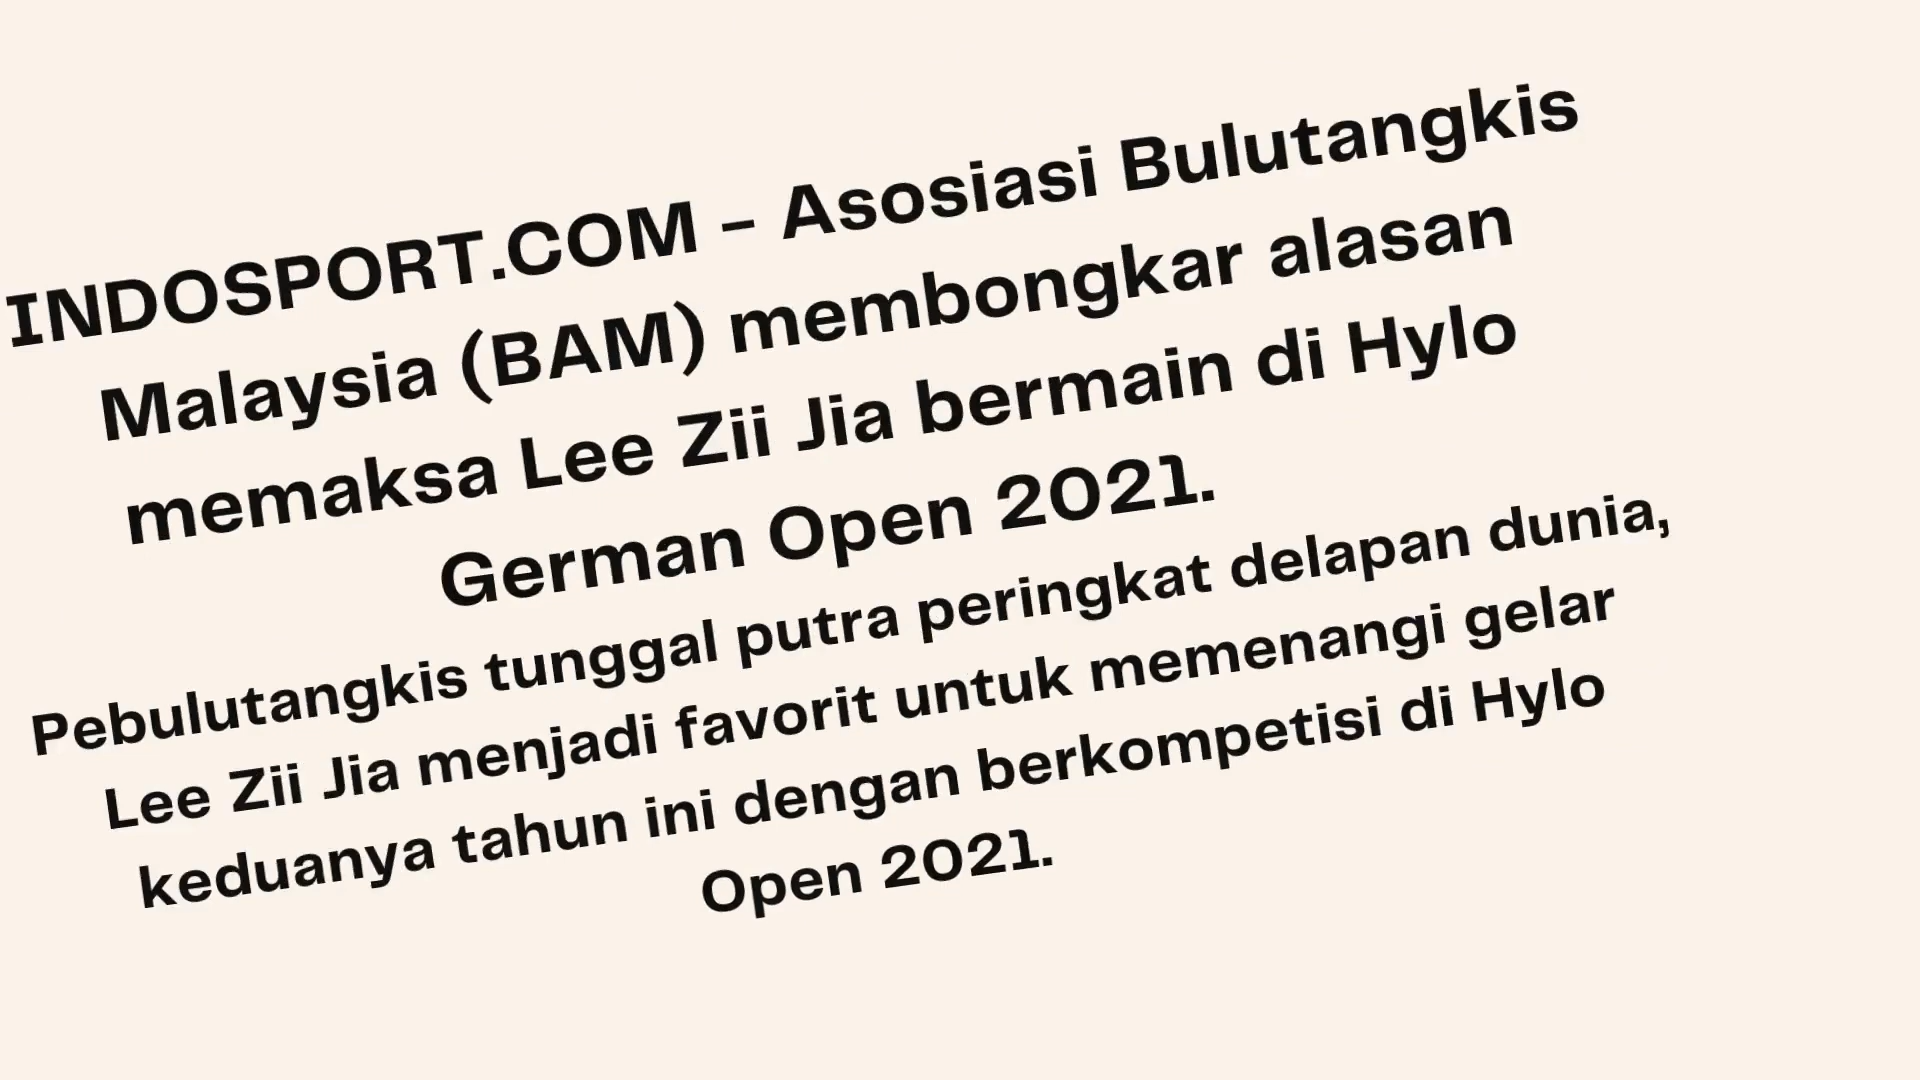 INDOSPORT.COM – Asosiasi Bulutangkis
Malaysia (BAM) membongkar alasan
memaksa Lee Zii Jia bermain di Hylo
German Open 2021.
Pebulutangkis tunggal putra peringkat delapan dunia,
Lee Zii Jia menjadi favorit untuk memenangi gelar
keduanya tahun ini dengan berkompetisi di Hylo
Open 2021.